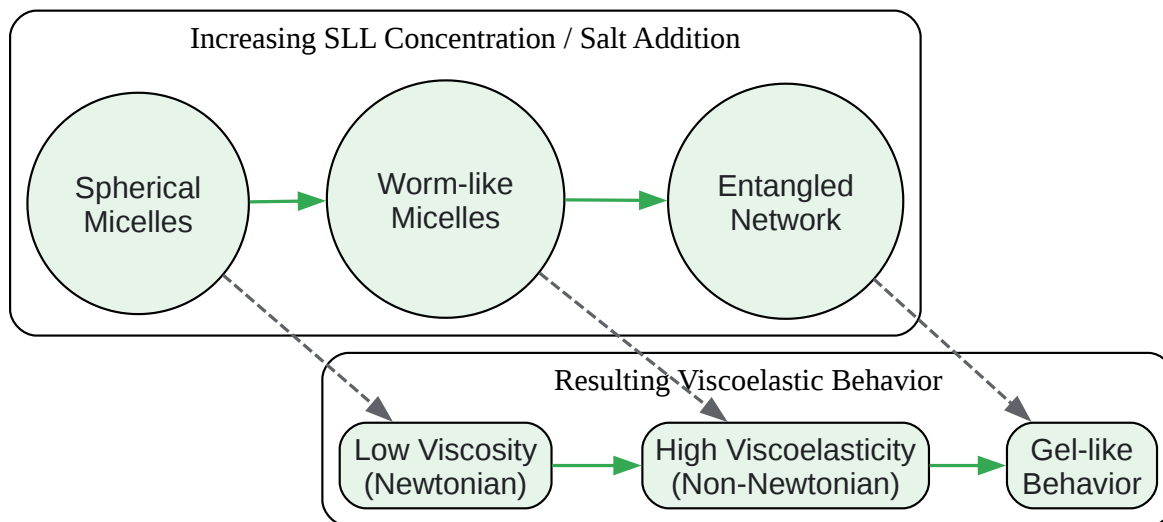 Increasing SLL Concentration / Salt Addition
Spherical
Micelles
Worm-like
Micelles
Entangled
Network
Resulting Viscoelastic Behavior
Low Viscosity
(Newtonian)
High Viscoelasticity
(Non-Newtonian)
Gel-like
Behavior